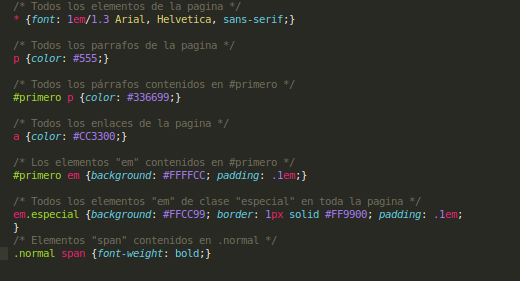 /* Todos los elementos de la pagina */
* {font: 1em/1.3 Arial, Helvetica, sans-serif;}
/* Todos los parrafos de la pagina */
p {color: #555;}
/* Todos los párrafos contenidos en #primero */
#primero p {color: #336699;}
/* Todos los enlaces de la pagina */
a {color: #CC3300;}
/* Los elementos "em" contenidos en #primero */
#primero em {background: #FFFFCC; padding: .1em;}
/* Todos los elementos "em" de clase "especial" en toda la pagina */
em.especial {background: #FFCC99; border: 1px solid #FF9900; padding: .1em;
}
/* Elementos "span" contenidos en .normal */
.normal span {font-weight: bold;}